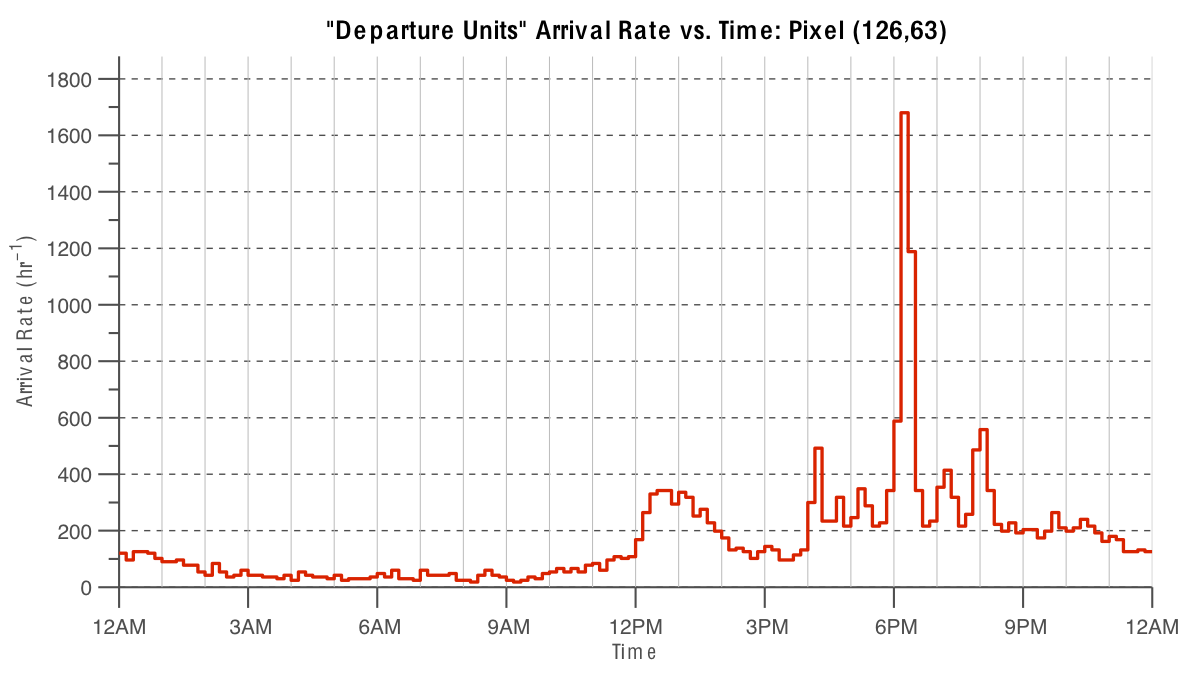 "Departure Units" Arrival Rate vs. Time: Pixel (126,63)
1800
1600
1400
1200
1000
800
600
400
200
0
Arrival Rate (hr⁻¹)
12AM 3AM 6AM 9AM 12PM 3PM 6PM 9PM 12AM
Time